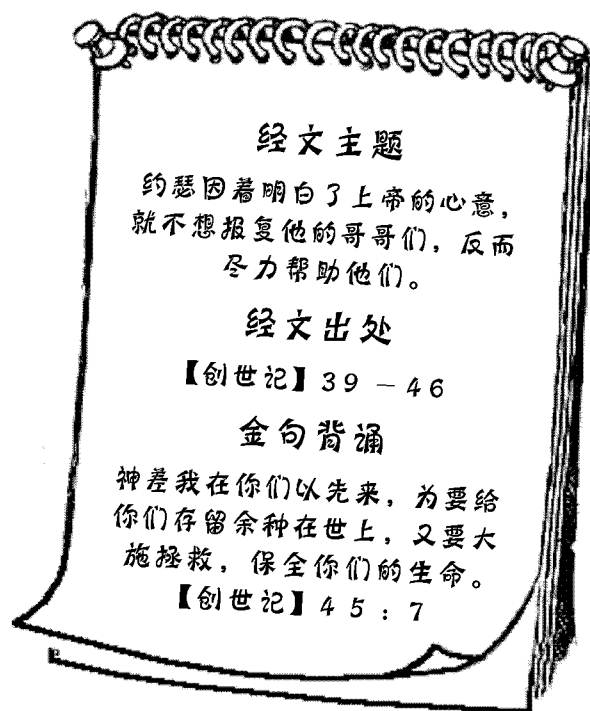 经文主题
约瑟因着明白了上帝的心意，
就不想报复他的哥哥们，反而
尽力帮助他们。
经文出处
【创世记】39－46
金句背诵
神差我在你们以先来，为要给
你们存留余种在世上，又要大
施拯救，保全你们的生命。
【创世记】45：7